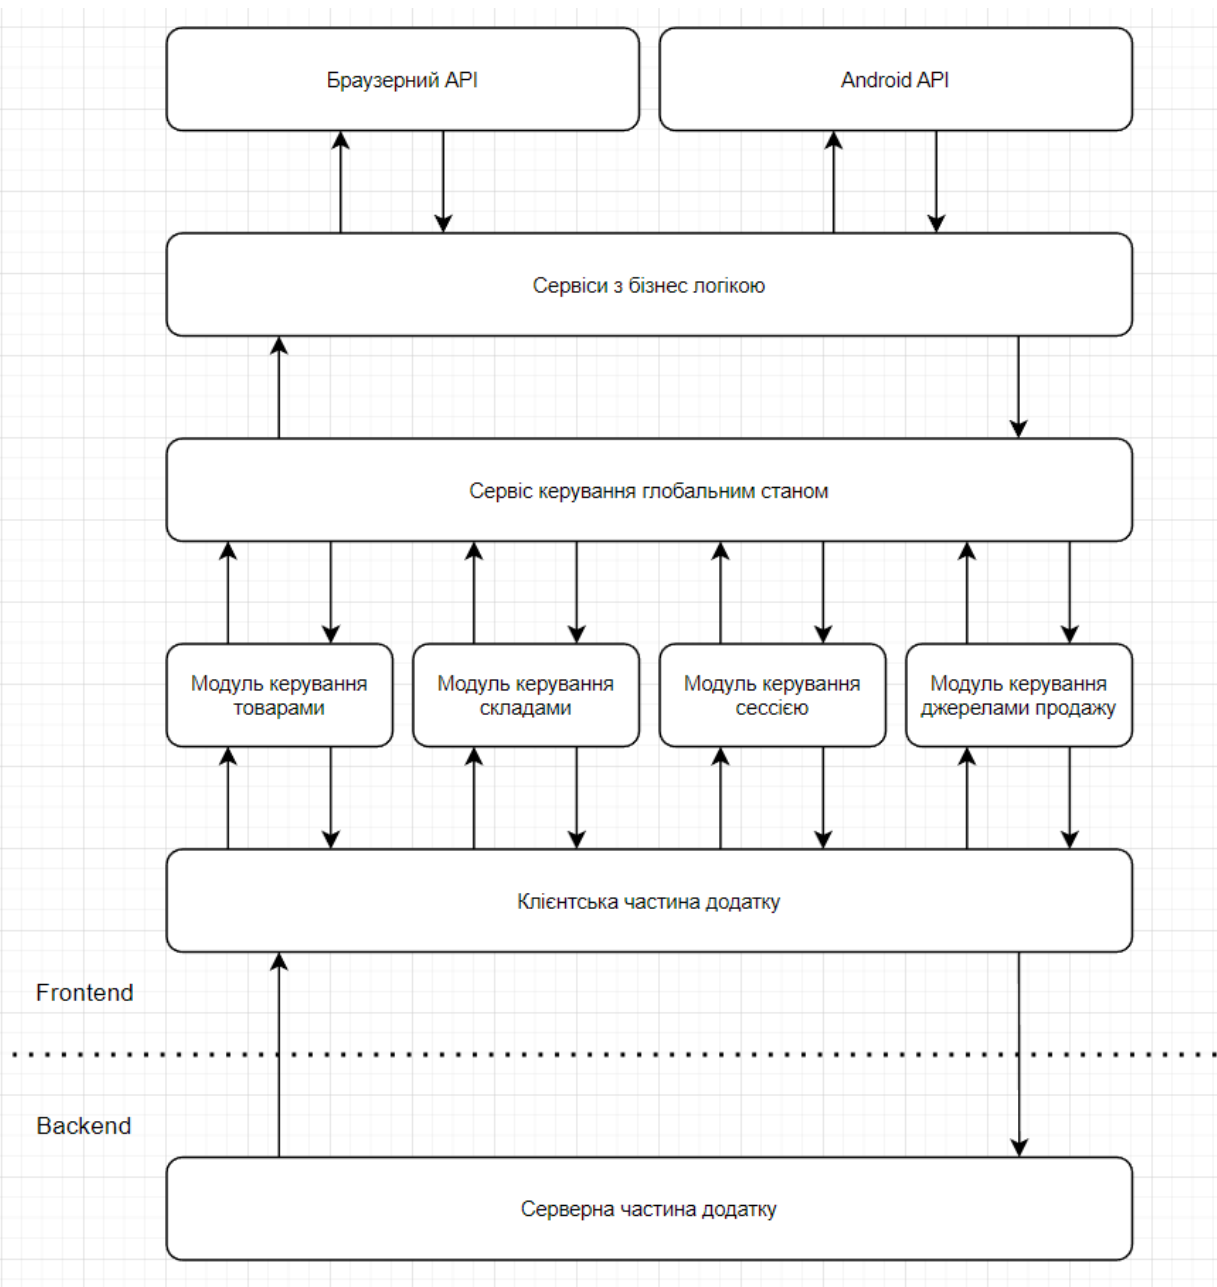 Браузерний API
Android API
Сервіси з бізнес логікою
Сервіс керування глобальним станом
Модуль керування
товарами
Модуль керування
складами
Модуль керування
сессією
Модуль керування
джерелами продажу
Клієнтська частина додатку
Frontend
Backend
Серверна частина додатку